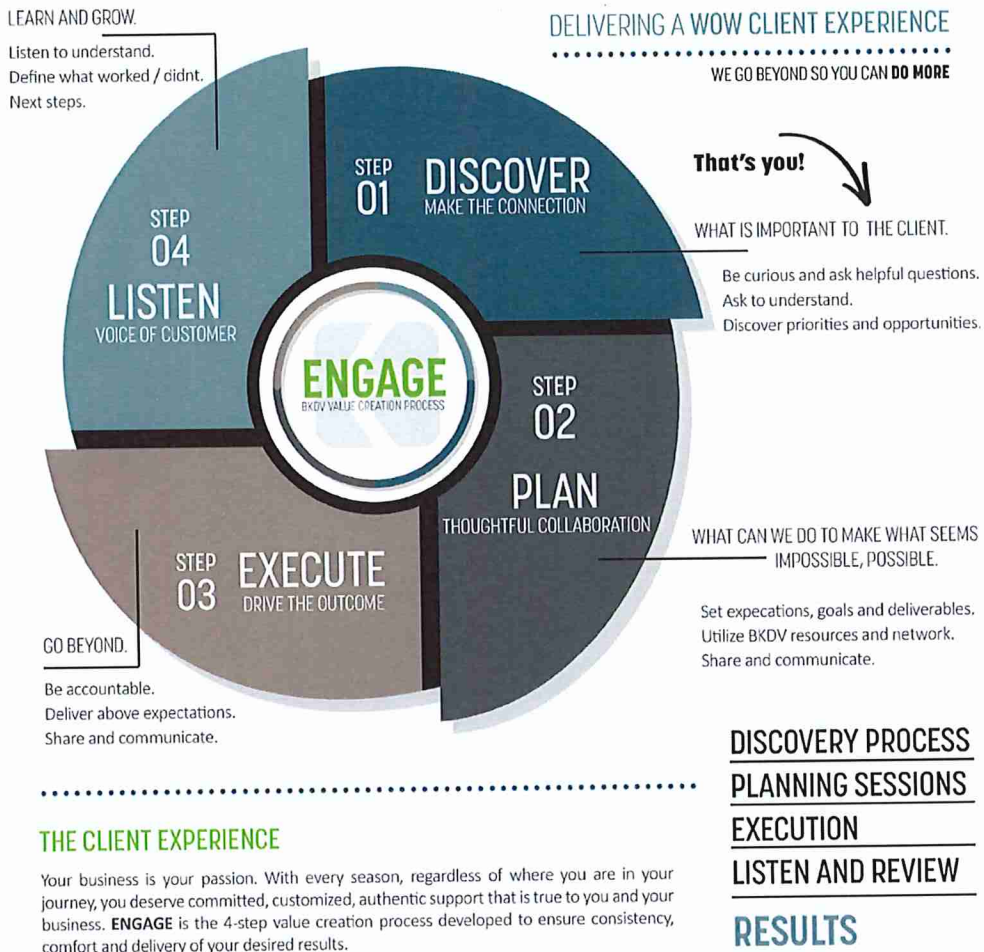 LEARN AND GROW.
Listen to understand.
Define what worked / didnt.
Next steps.
DELIVERING A WOW CLIENT EXPERIENCE
WE GO BEYOND SO YOU CAN DO MORE
That's you!
STEP
01
DISCOVER
MAKE THE CONNECTION
WHAT IS IMPORTANT TO THE CLIENT.
Be curious and ask helpful questions.
Ask to understand.
Discover priorities and opportunities.
STEP
04
LISTEN
VOICE OF CUSTOMER
ENGAGE
BKDV VALUE CREATION PROCESS
STEP
02
PLAN
THOUGHTFUL COLLABORATION
WHAT CAN WE DO TO MAKE WHAT SEEMS
IMPOSSIBLE, POSSIBLE.
Set expecations, goals and deliverables.
Utilize BKDV resources and network.
Share and communicate.
STEP
03
EXECUTE
DRIVE THE OUTCOME
GO BEYOND.
Be accountable.
Deliver above expectations.
Share and communicate.
DISCOVERY PROCESS
PLANNING SESSIONS
EXECUTION
LISTEN AND REVIEW
RESULTS
THE CLIENT EXPERIENCE
Your business is your passion. With every season, regardless of where you are in your
journey, you deserve committed, customized, authentic support that is true to you and your
business. ENGAGE is the 4-step value creation process developed to ensure consistency,
comfort and delivery of your desired results.